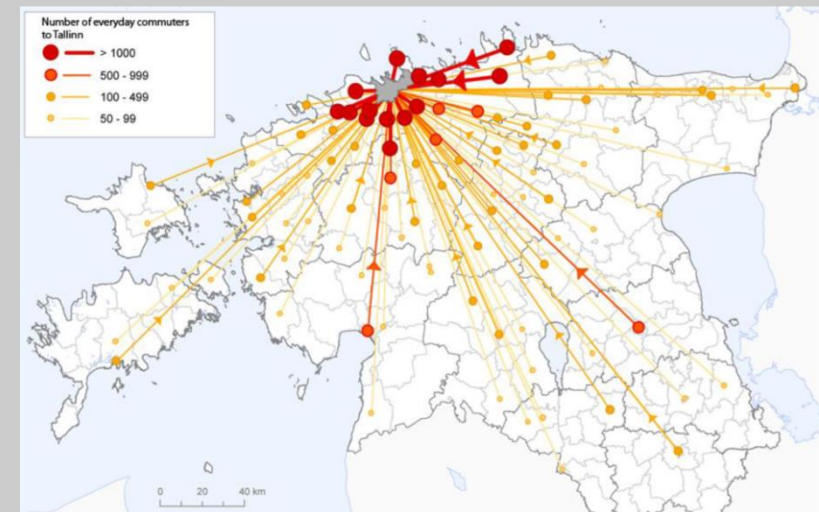 Number of everyday commuters
to Tallinn
> 1000
500 - 999
100 - 499
50 - 99
0 20 40 km